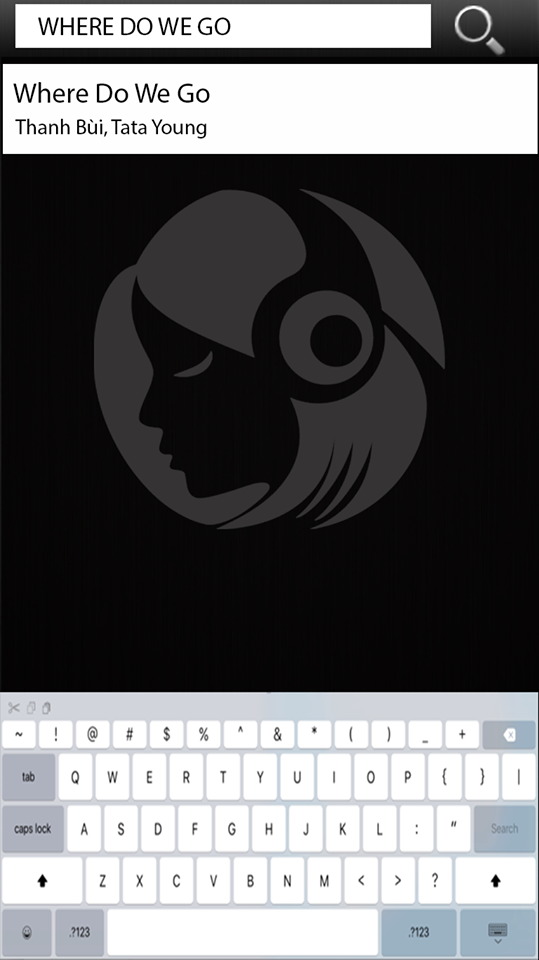 WHERE DO WE GO
Where Do We Go
Thanh Bùi, Tata Young
~ ! @ # $ % ^ & * ( ) _ +
tab Q W E R T Y U I O P { } |
caps lock A S D F G H J K L : " Search
Z X C V B N M < > ?
.?123 .?123